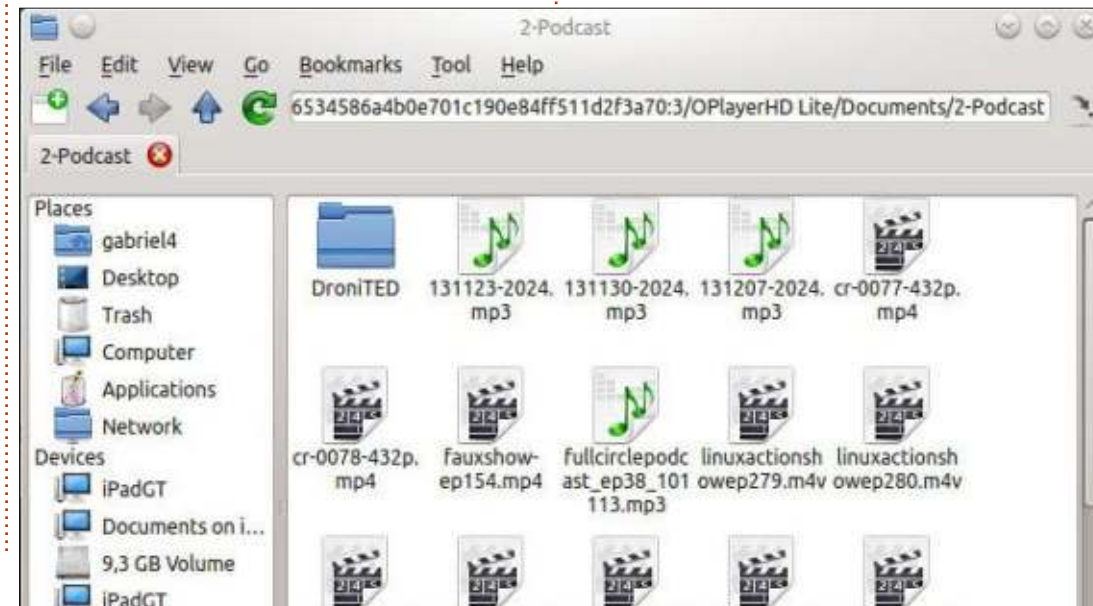 2-Podcast
File Edit View Go Bookmarks Tool Help
6534586a4b0e701c190e84ff511d2f3a70:3/OPlayerHD Lite/Documents/2-Podcast
2-Podcast
Places
gabriel4
Desktop
Trash
Computer
Applications
Network
Devices
iPadGT
Documents on i...
9,3 GB Volume
iPadGT
DroniTED
131123-2024.
mp3
131130-2024.
mp3
131207-2024.
mp3
cr-0077-432p.
mp4
cr-0078-432p.
mp4
fauxshow-
ep154.mp4
fullcirclepodc
ast_ep38_101
113.mp3
linuxactionsh
owep279.m4v
linuxactionsh
owep280.m4v